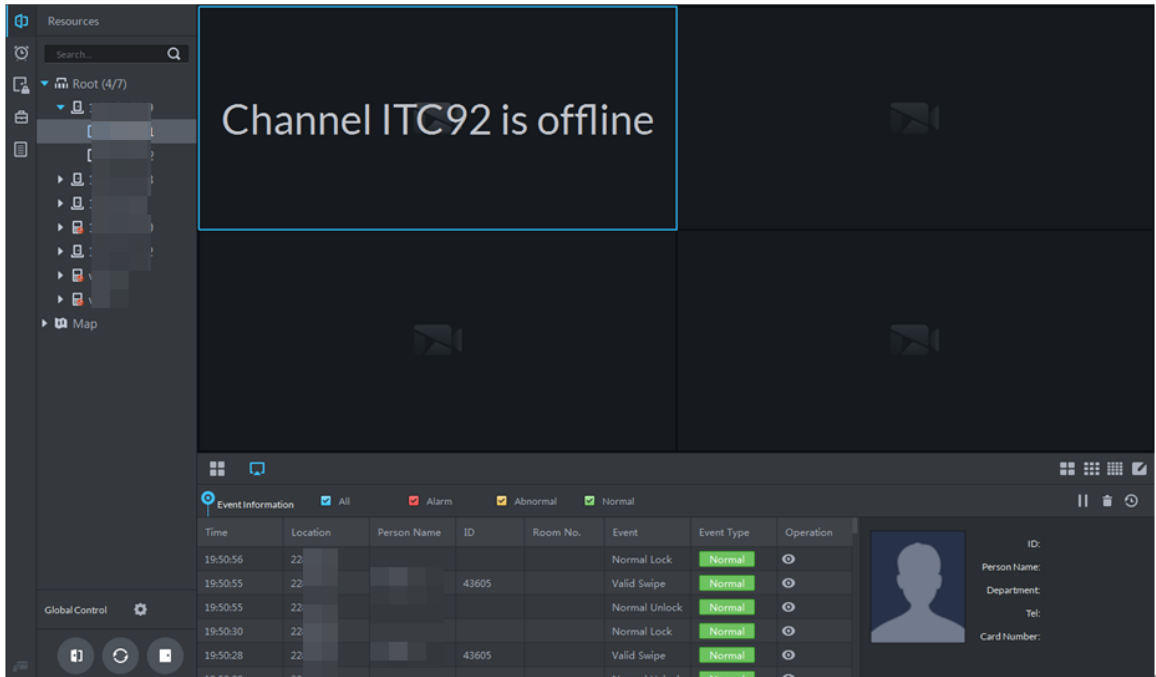 Resources
Search...
Root (4/7)
Map
Global Control
Channel ITC92 is offline
Event Information All Alarm Abnormal Normal
Time Location Person Name ID Room No. Event Event Type Operation
19:50:56 22 Normal Lock Normal
19:50:55 22 43605 Valid Swipe Normal
19:50:55 22 Normal Unlock Normal
19:50:30 22 Normal Lock Normal
19:50:28 22 43605 Valid Swipe Normal
ID:
Person Name:
Department:
Tel:
Card Number: